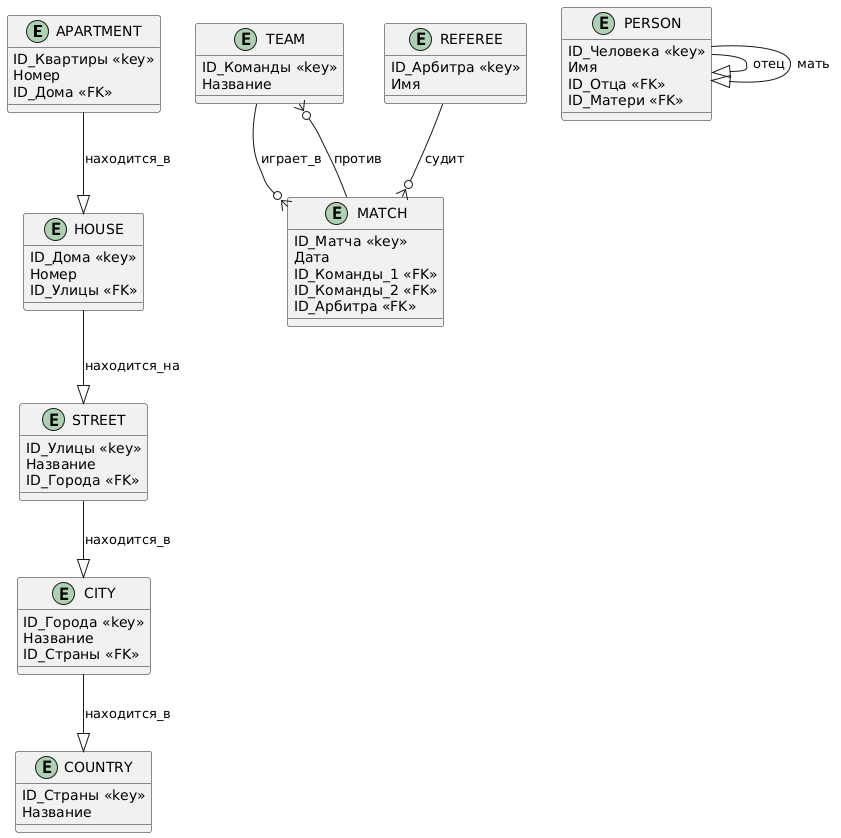 E APARTMENT
ID_Квартиры «key»
Номер
ID_Дома «FK»
находится_в
E HOUSE
ID_Дома «key»
Номер
ID_Улицы «FK»
находится_на
E STREET
ID_Улицы «key»
Название
ID_Города «FK»
находится_в
E CITY
ID_Города «key»
Название
ID_Страны «FK»
находится_в
E COUNTRY
ID_Страны «key»
Название
E TEAM
ID_Команды «key»
Название
E REFEREE
ID_Арбитра «key»
Имя
играет_в
против
судит
E MATCH
ID_Матча «key»
Дата
ID_Команды_1 «FK»
ID_Команды_2 «FK»
ID_Арбитра «FK»
E PERSON
ID_Человека «key»
Имя
ID_Отца «FK»
ID_Матери «FK»
отец
мать